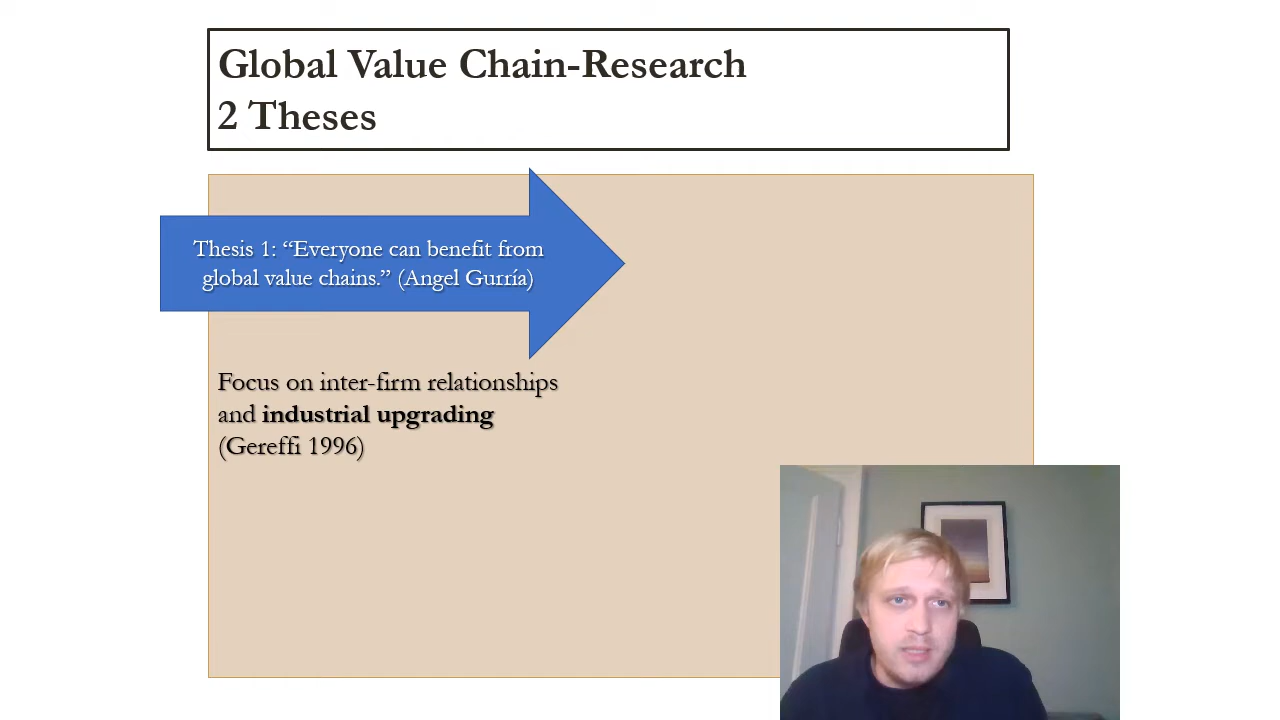 Global Value Chain-Research
2 Theses
Thesis 1: “Everyone can benefit from
global value chains.” (Angel Gurría)
Focus on inter-firm relationships
and industrial upgrading
(Gereffi 1996)